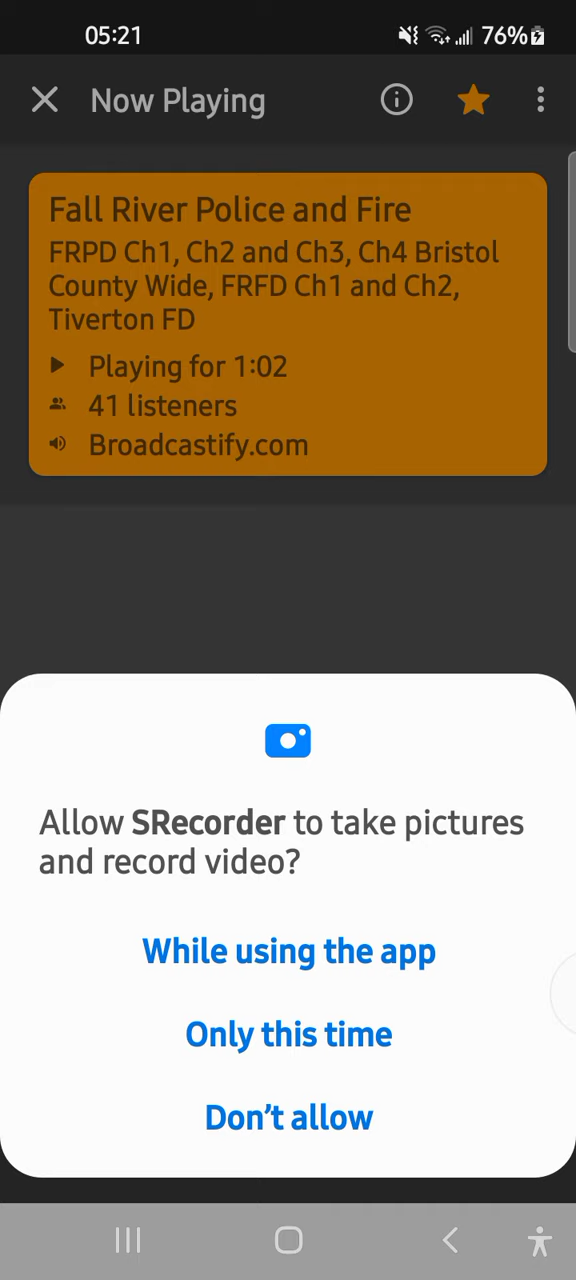 05:21
76%
Now Playing
Fall River Police and Fire
FRPD Ch1, Ch2 and Ch3, Ch4 Bristol
County Wide, FRFD Ch1 and Ch2,
Tiverton FD
Playing for 1:02
41 listeners
Broadcastify.com
Allow SRecorder to take pictures
and record video?
While using the app
Only this time
Don’t allow